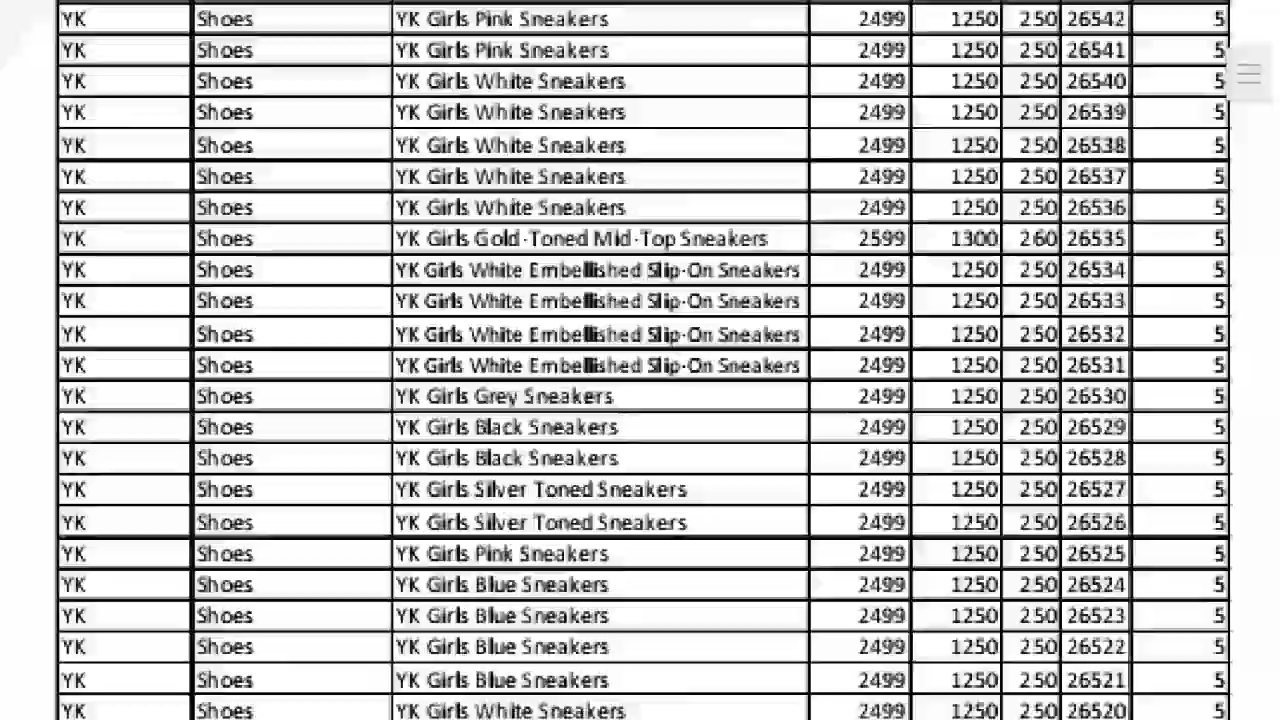 YK Shoes YK Girls Pink Sneakers 2499 1250 250 26542 5
YK Shoes YK Girls Pink Sneakers 2499 1250 250 26541 5
YK Shoes YK Girls White Sneakers 2499 1250 250 26540 5
YK Shoes YK Girls White Sneakers 2499 1250 250 26539 5
YK Shoes YK Girls White Sneakers 2499 1250 250 26538 5
YK Shoes YK Girls White Sneakers 2499 1250 250 26537 5
YK Shoes YK Girls White Sneakers 2499 1250 250 26536 5
YK Shoes YK Girls Gold-Toned Mid-Top Sneakers 2599 1300 260 26535 5
YK Shoes YK Girls White Embellished Slip-On Sneakers 2499 1250 250 26534 5
YK Shoes YK Girls White Embellished Slip-On Sneakers 2499 1250 250 26533 5
YK Shoes YK Girls White Embellished Slip-On Sneakers 2499 1250 250 26532 5
YK Shoes YK Girls White Embellished Slip-On Sneakers 2499 1250 250 26531 5
YK Shoes YK Girls Grey Sneakers 2499 1250 250 26530 5
YK Shoes YK Girls Black Sneakers 2499 1250 250 26529 5
YK Shoes YK Girls Black Sneakers 2499 1250 250 26528 5
YK Shoes YK Girls Silver Toned Sneakers 2499 1250 250 26527 5
YK Shoes YK Girls Silver Toned Sneakers 2499 1250 250 26526 5
YK Shoes YK Girls Pink Sneakers 2499 1250 250 26525 5
YK Shoes YK Girls Blue Sneakers 2499 1250 250 26524 5
YK Shoes YK Girls Blue Sneakers 2499 1250 250 26523 5
YK Shoes YK Girls Blue Sneakers 2499 1250 250 26522 5
YK Shoes YK Girls Blue Sneakers 2499 1250 250 26521 5
YK Shoes YK Girls White Sneakers 2499 1250 250 26520 5